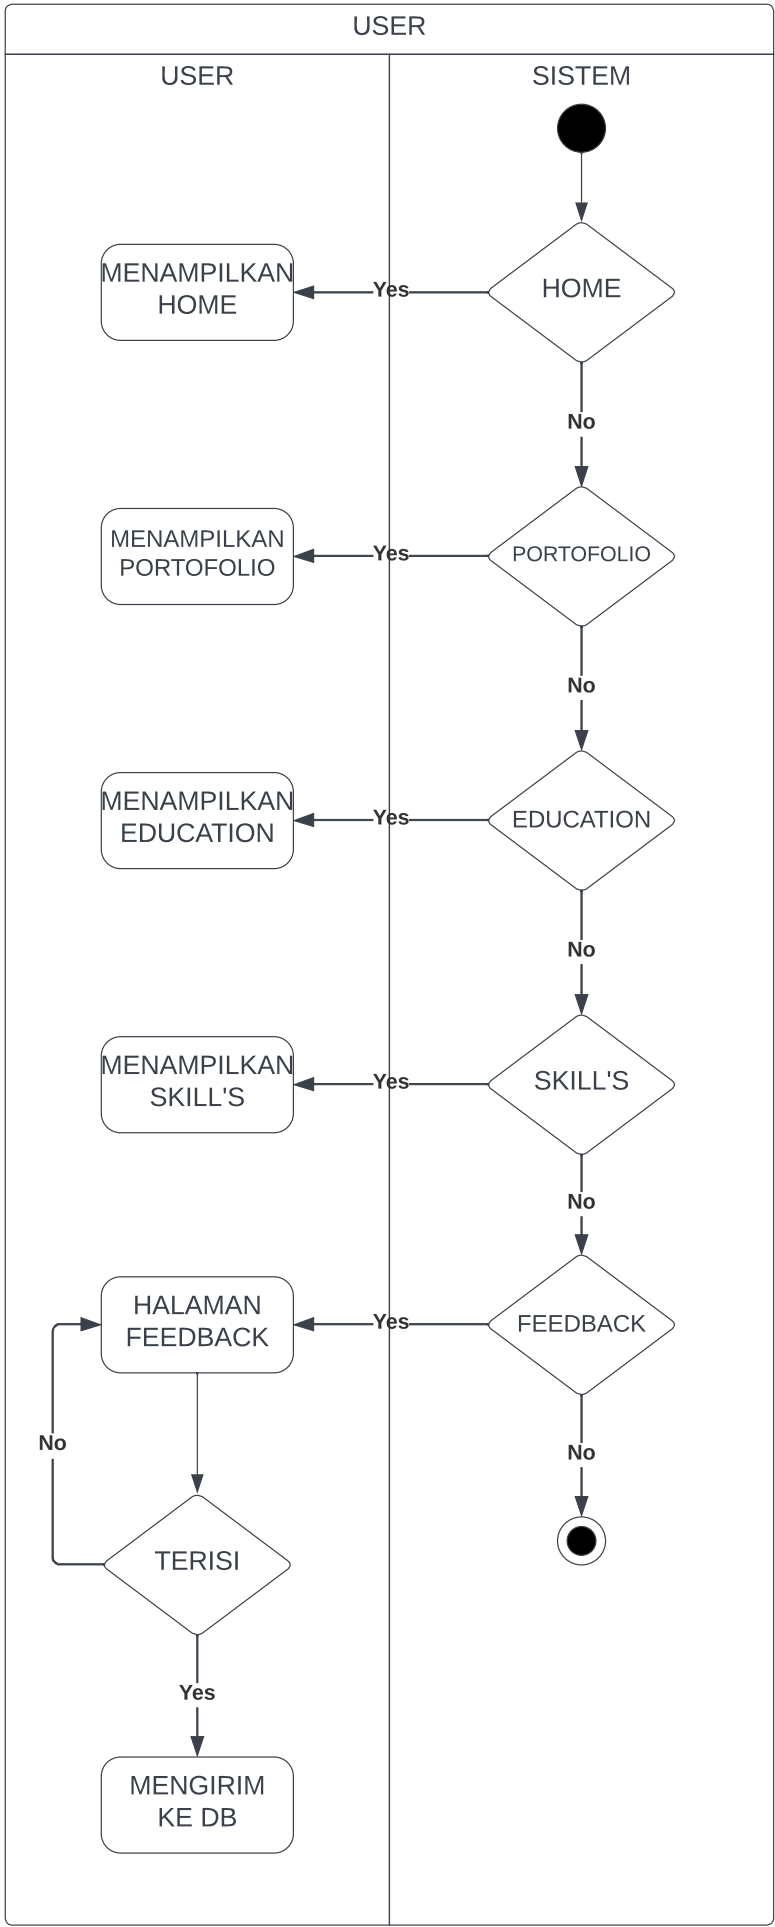 USER
USER
SISTEM
MENAMPILKAN
HOME
Yes
HOME
No
MENAMPILKAN
PORTOFOLIO
Yes
PORTOFOLIO
No
MENAMPILKAN
EDUCATION
Yes
EDUCATION
No
MENAMPILKAN
SKILL'S
Yes
SKILL'S
No
HALAMAN
FEEDBACK
Yes
FEEDBACK
No
No
TERISI
Yes
MENGIRIM
KE DB